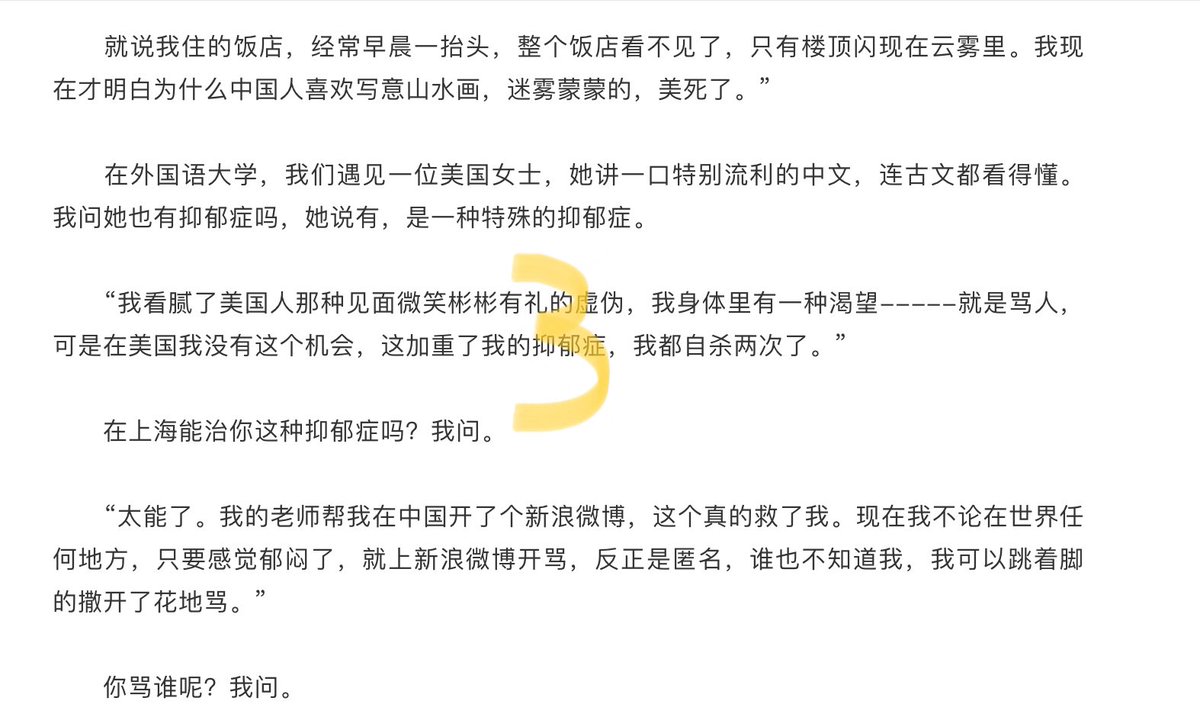 就说我住的饭店，经常早晨一抬头，整个饭店看不见了，只有楼顶闪现在云雾里。我现
在才明白为什么中国人喜欢写意山水画，迷雾蒙蒙的，美死了。”
在外国语大学，我们遇见一位美国女士，她讲一口特别流利的中文，连古文都看得懂。
我问她也有抑郁症吗，她说有，是一种特殊的抑郁症。
“我看腻了美国人那种见面微笑彬彬有礼的虚伪，我身体里有一种渴望-----就是骂人，
可是在美国我没有这个机会，这加重了我的抑郁症，我都自杀两次了。”
3
在上海能治你这种抑郁症吗？我问。
“太能了。我的老师帮我在中国开了个新浪微博，这个真的救了我。现在我不论在世界任
何地方，只要感觉郁闷了，就上新浪微博开骂，反正是匿名，谁也不知道我，我可以跳着脚
的撒开了花地骂。”
你骂谁呢？我问。